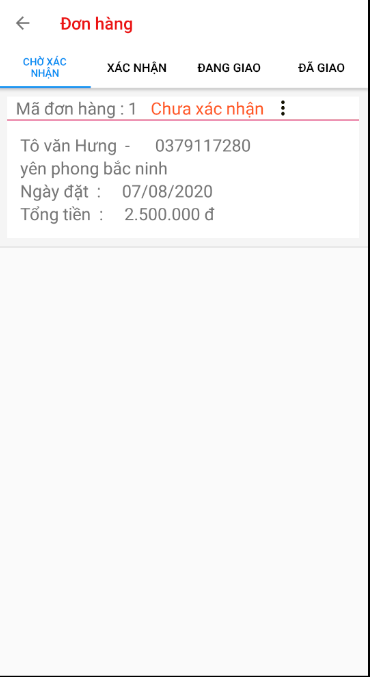 Đơn hàng
CHỜ XÁC
NHẬN
XÁC NHẬN
ĐANG GIAO
ĐÃ GIAO
Mã đơn hàng : 1 Chưa xác nhận
Tô văn Hưng - 0379117280
yên phong bắc ninh
Ngày đặt : 07/08/2020
Tổng tiền : 2.500.000 đ